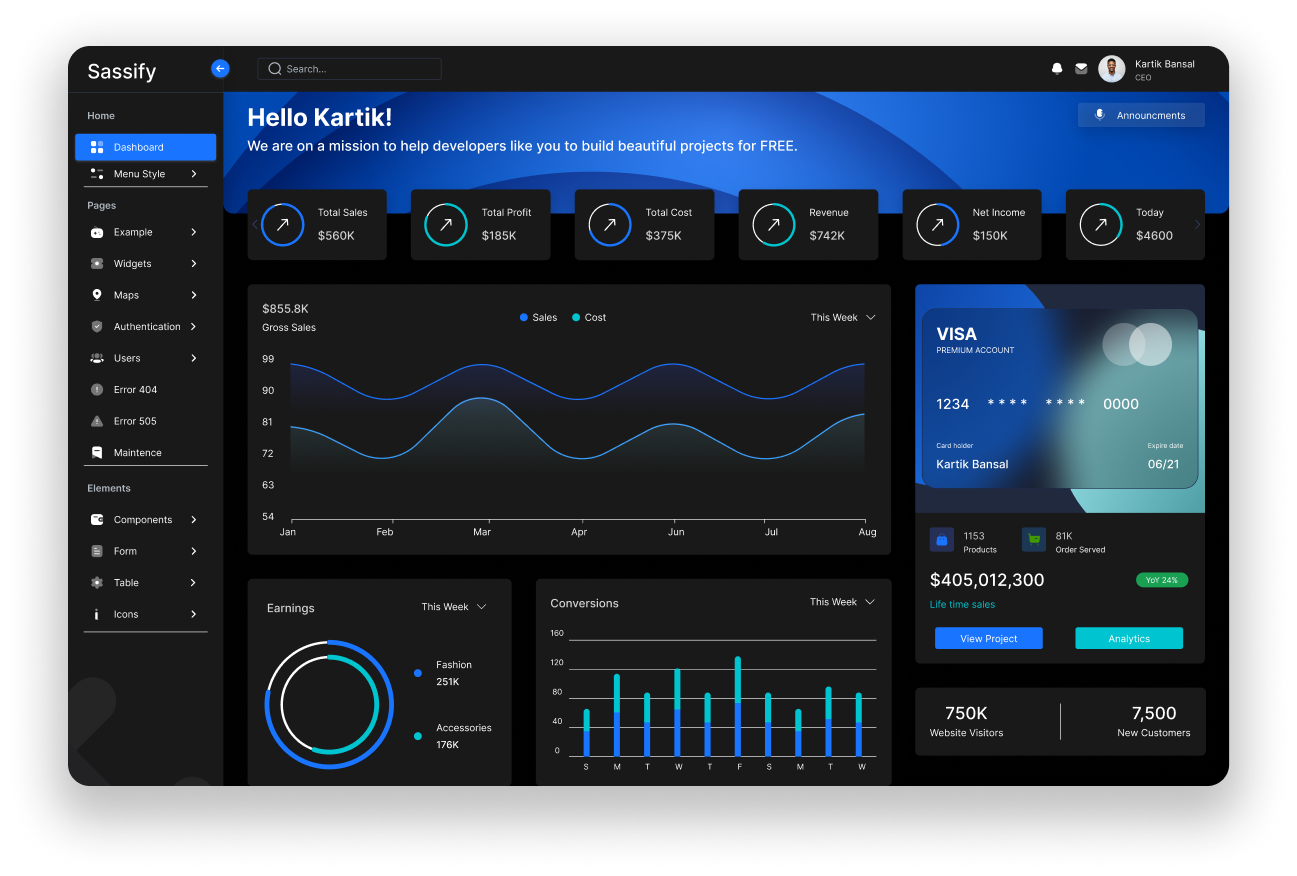 Sassify
Search...
Kartik Bansal
CEO
Home
Dashboard
Menu Style
Pages
Example
Widgets
Maps
Authentication
Users
Error 404
Error 505
Maintence
Elements
Components
Form
Table
Icons
Hello Kartik!
Announcments
We are on a mission to help developers like you to build beautiful projects for FREE.
Total Sales
$560K
Total Profit
$185K
Total Cost
$375K
Revenue
$742K
Net Income
$150K
Today
$4600
$855.8K
Gross Sales
Sales
Cost
This Week
99
90
81
72
63
54
Jan Feb Mar Apr Jun Jul Aug
VISA
PREMIUM ACCOUNT
1234 **** **** 0000
Card holder
Kartik Bansal
Expire date
06/21
1153
Products
81K
Order Served
$405,012,300
YoY 24%
Life time sales
View Project
Analytics
Earnings
This Week
Fashion
251K
Accessories
176K
Conversions
This Week
160
120
80
40
0
S M T W T F S M T W
750K
Website Visitors
7,500
New Customers